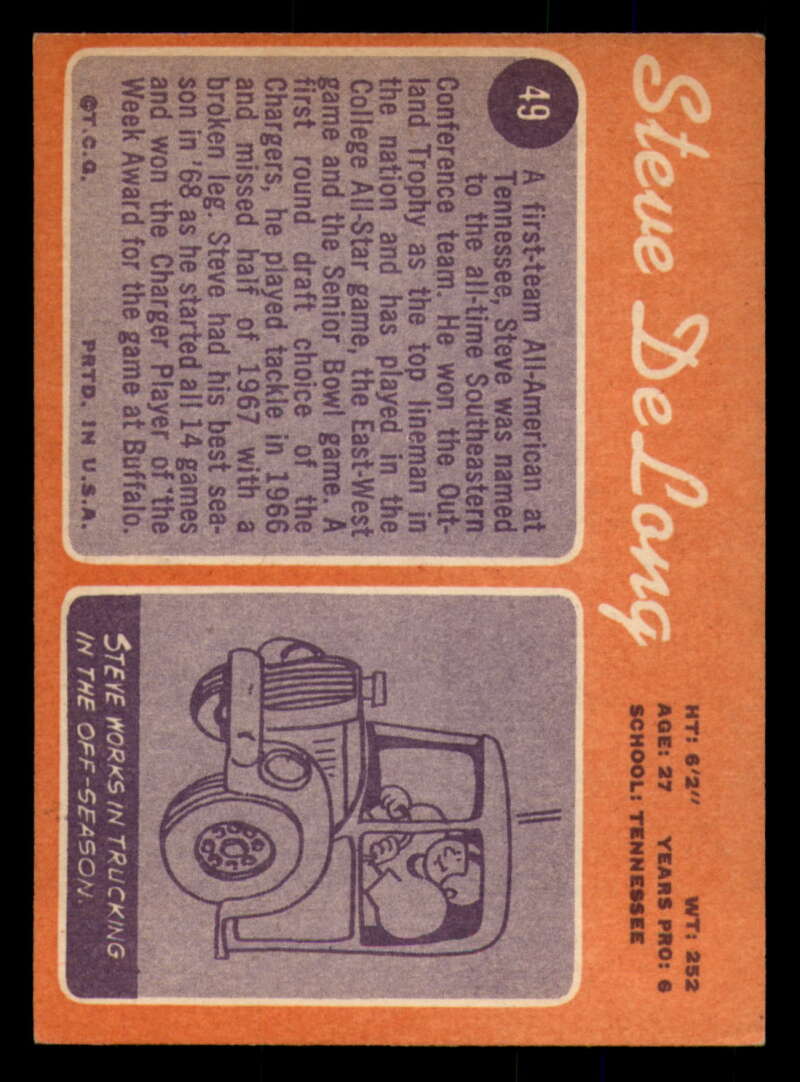 Steve DeLong
HT: 6'2" WT: 252
AGE: 27 YEARS PRO: 6
SCHOOL: TENNESSEE
49
A first-team All-American at
Tennessee, Steve was named
to the all-time Southeastern
Conference team. He won the Out-
land Trophy as the top lineman in
the nation and has played in the
College All-Star game, the East-West
game and the Senior Bowl game. A
first round draft choice of the
Chargers, he played tackle in 1966
and missed half of 1967 with a
broken leg. Steve had his best sea-
son in '68 as he started all 14 games
and won the Charger Player of the
Week Award for the game at Buffalo.
©T.C.G. PRTD. IN U.S.A.
STEVE WORKS IN TRUCKING
IN THE OFF-SEASON.